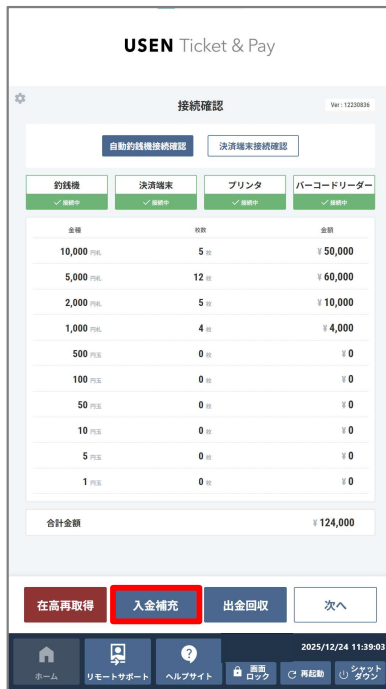 USEN Ticket & Pay
接続確認
Ver : 12230836
自動釣銭機接続確認 決済端末接続確認
釣銭機 決済端末 プリンタ バーコードリーダー
✓ 接続中 ✓ 接続中 ✓ 接続中 ✓ 接続中
金種 枚数 金額
10,000 円札 5 枚 ¥ 50,000
5,000 円札 12 枚 ¥ 60,000
2,000 円札 5 枚 ¥ 10,000
1,000 円札 4 枚 ¥ 4,000
500 円玉 0 枚 ¥ 0
100 円玉 0 枚 ¥ 0
50 円玉 0 枚 ¥ 0
10 円玉 0 枚 ¥ 0
5 円玉 0 枚 ¥ 0
1 円玉 0 枚 ¥ 0
合計金額 ¥ 124,000
在高再取得 入金補充 出金回収 次へ
2025/12/24 11:39:03
ホーム リモートサポート ヘルプサイト 画面ロック 再起動 シャットダウン